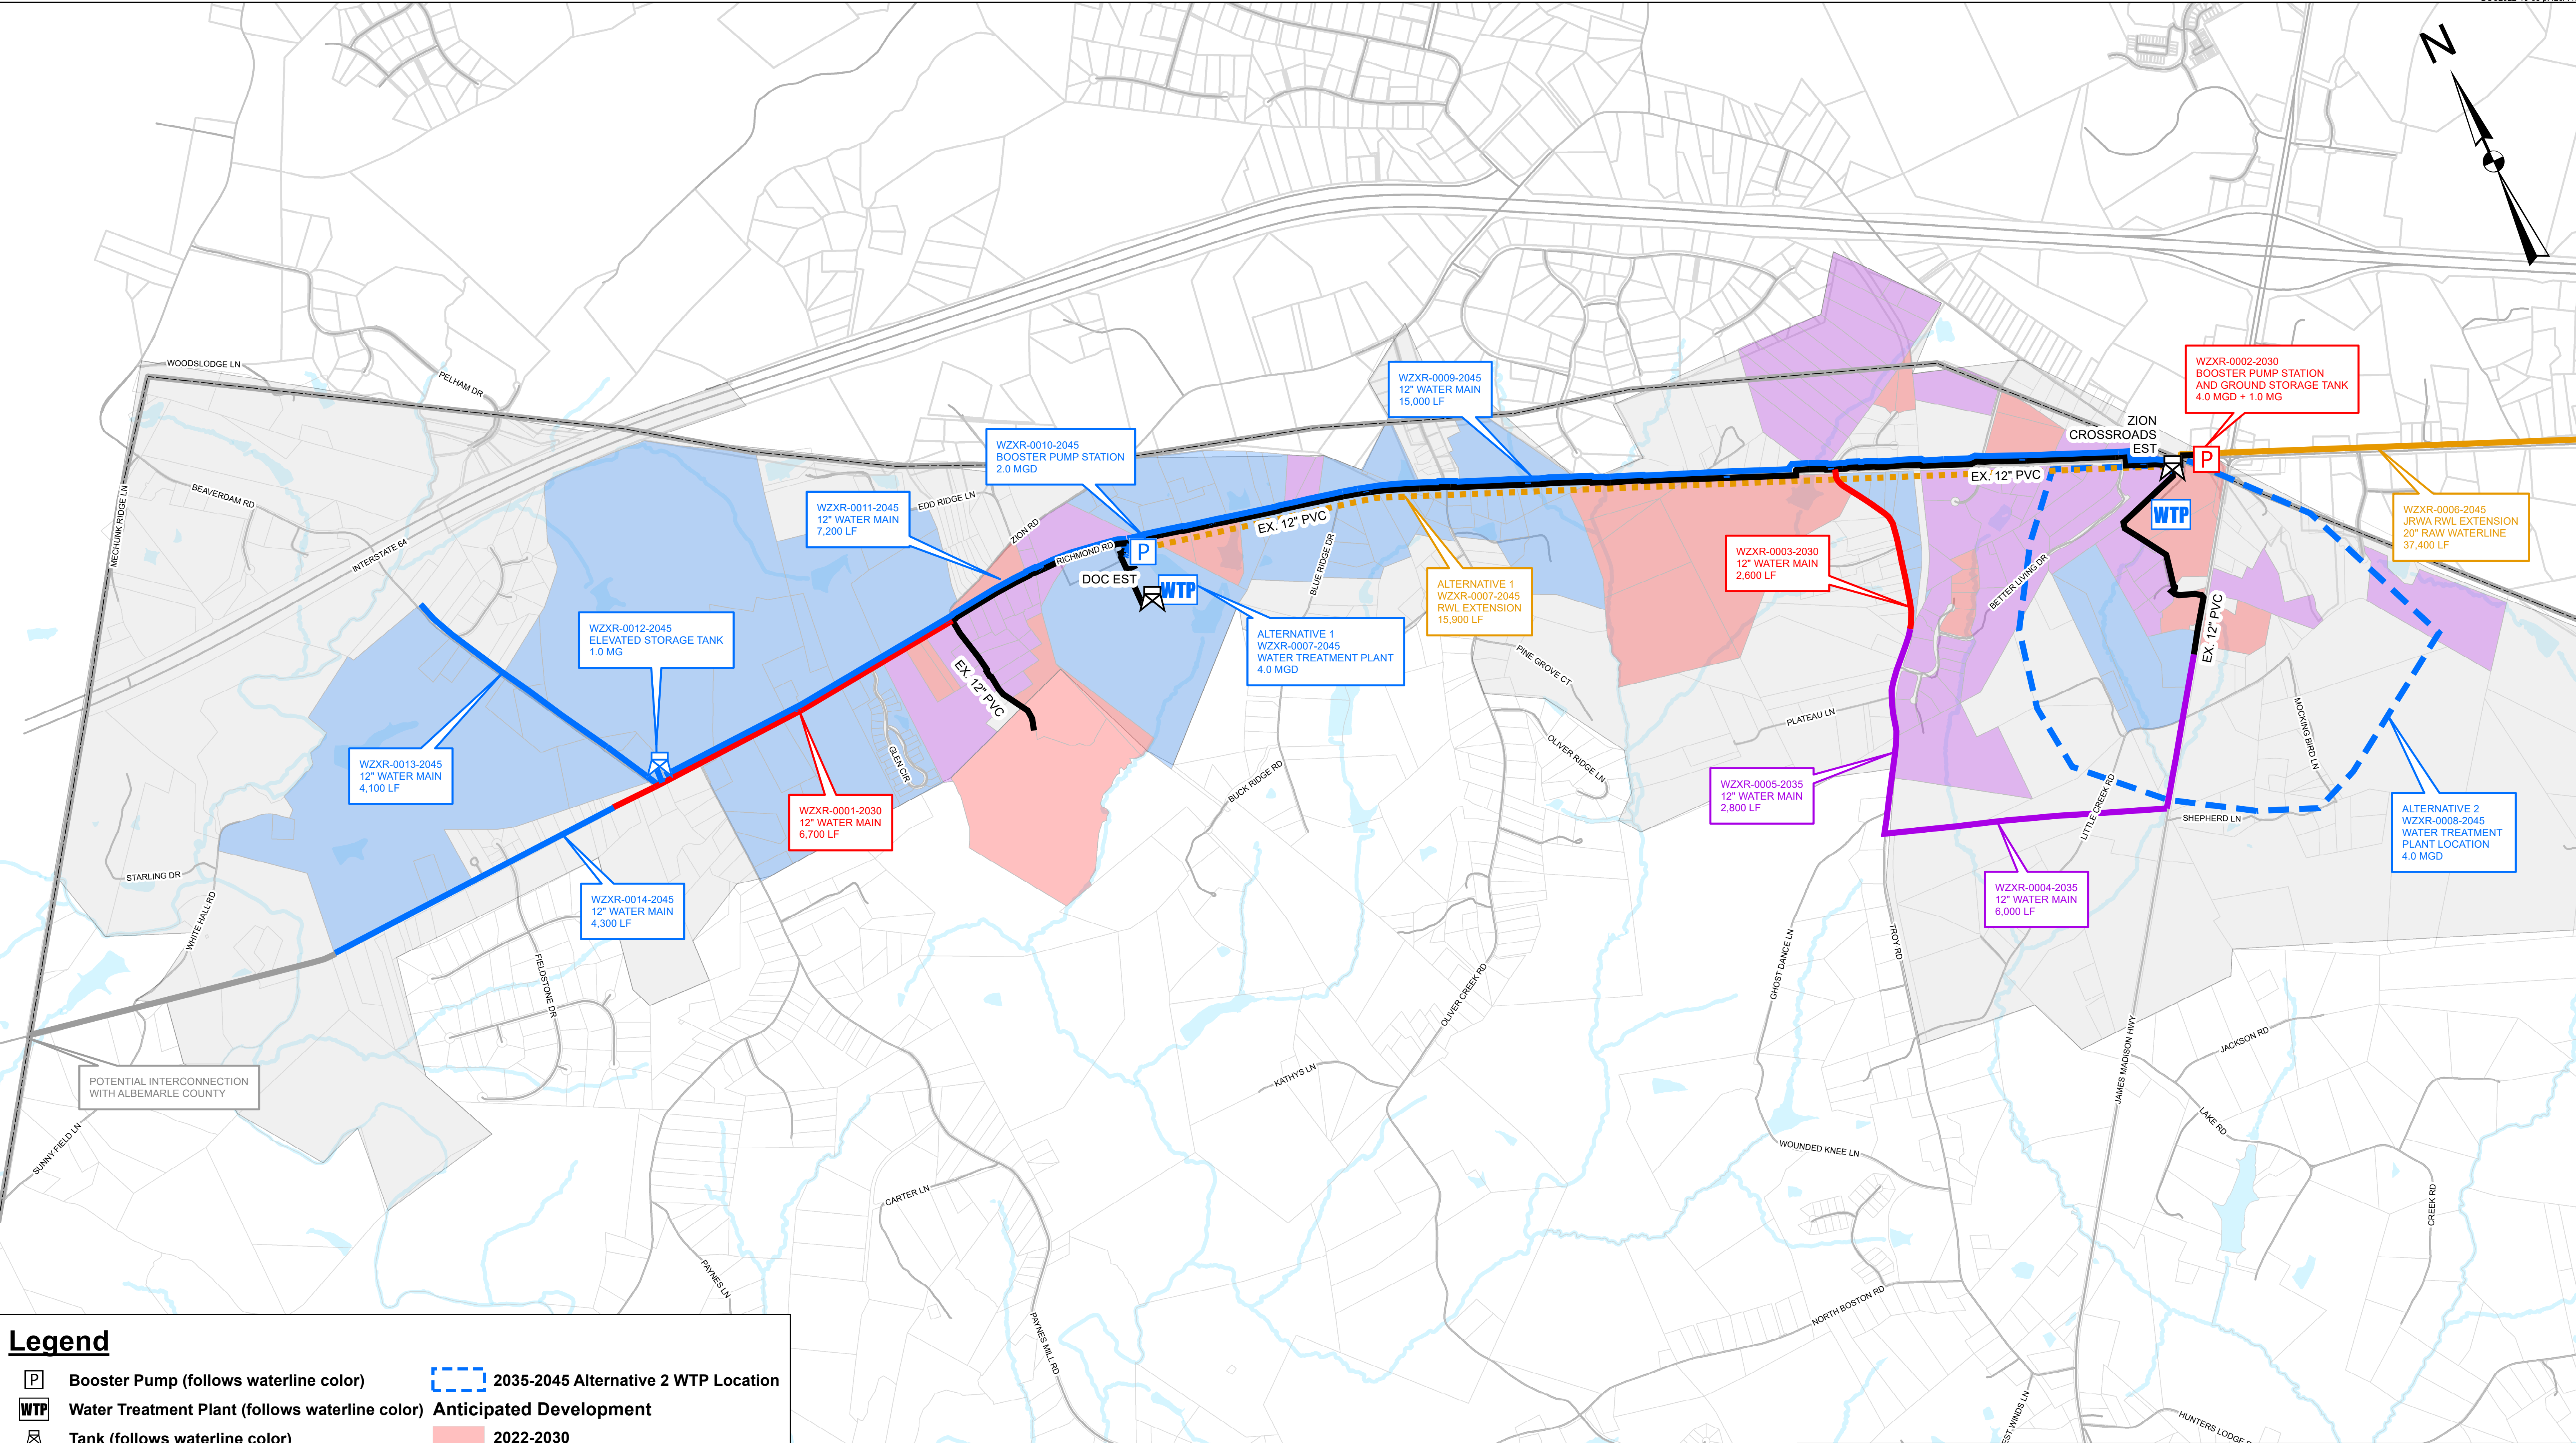 N
WOODSLODGE LN
PELHAM DR
MECHUNK RIDGE LN
BEAVERDAM RD
INTERSTATE 64
EDD RIDGE LN
ZION RD
RICHMOND RD
WZXR-0010-2045
BOOSTER PUMP STATION
2.0 MGD
WZXR-0011-2045
12" WATER MAIN
7,200 LF
WZXR-0009-2045
12" WATER MAIN
15,000 LF
WZXR-0002-2030
BOOSTER PUMP STATION
AND GROUND STORAGE TANK
4.0 MGD + 1.0 MG
ZION
CROSSROADS
EST
P
EX. 12" PVC
WTP
WZXR-0006-2045
JRWA RWL EXTENSION
20" RAW WATERLINE
37,400 LF
P
EX. 12" PVC
DOC EST
WTP
BLUE RIDGE DR
ALTERNATIVE 1
WZXR-0007-2045
RWL EXTENSION
15,900 LF
WZXR-0003-2030
12" WATER MAIN
2,600 LF
BETTER LIVING DR
EX. 12" PVC
WZXR-0012-2045
ELEVATED STORAGE TANK
1.0 MG
ALTERNATIVE 1
WZXR-0007-2045
WATER TREATMENT PLANT
4.0 MGD
EX. 12" PVC
PINE GROVE CT
PLATEAU LN
OLIVER RIDGE LN
MOCKING BIRD LN
GLEN CIR
BUCK RIDGE RD
WZXR-0013-2045
12" WATER MAIN
4,100 LF
WZXR-0001-2030
12" WATER MAIN
6,700 LF
WZXR-0005-2035
12" WATER MAIN
2,800 LF
LITTLE CREEK RD
SHEPHERD LN
ALTERNATIVE 2
WZXR-0008-2045
WATER TREATMENT
PLANT LOCATION
4.0 MGD
STARLING DR
WHITE HALL RD
WZXR-0014-2045
12" WATER MAIN
4,300 LF
WZXR-0004-2035
12" WATER MAIN
6,000 LF
FIELDSTONE DR
OLIVER CREEK RD
GHOST DANCE LN
TROY RD
JAMES MADISON HWY
JACKSON RD
POTENTIAL INTERCONNECTION
WITH ALBEMARLE COUNTY
KATHYS LN
SUNNY FIELD LN
WOUNDED KNEE LN
LAKE RD
CREEK RD
CARTER LN
PAYNES LN
PAYNES MILL RD
NORTH BOSTON RD
HUNTERS LODGE
Legend
P Booster Pump (follows waterline color)
WTP Water Treatment Plant (follows waterline color)
Tank (follows waterline color)
2035-2045 Alternative 2 WTP Location
Anticipated Development
2022-2030